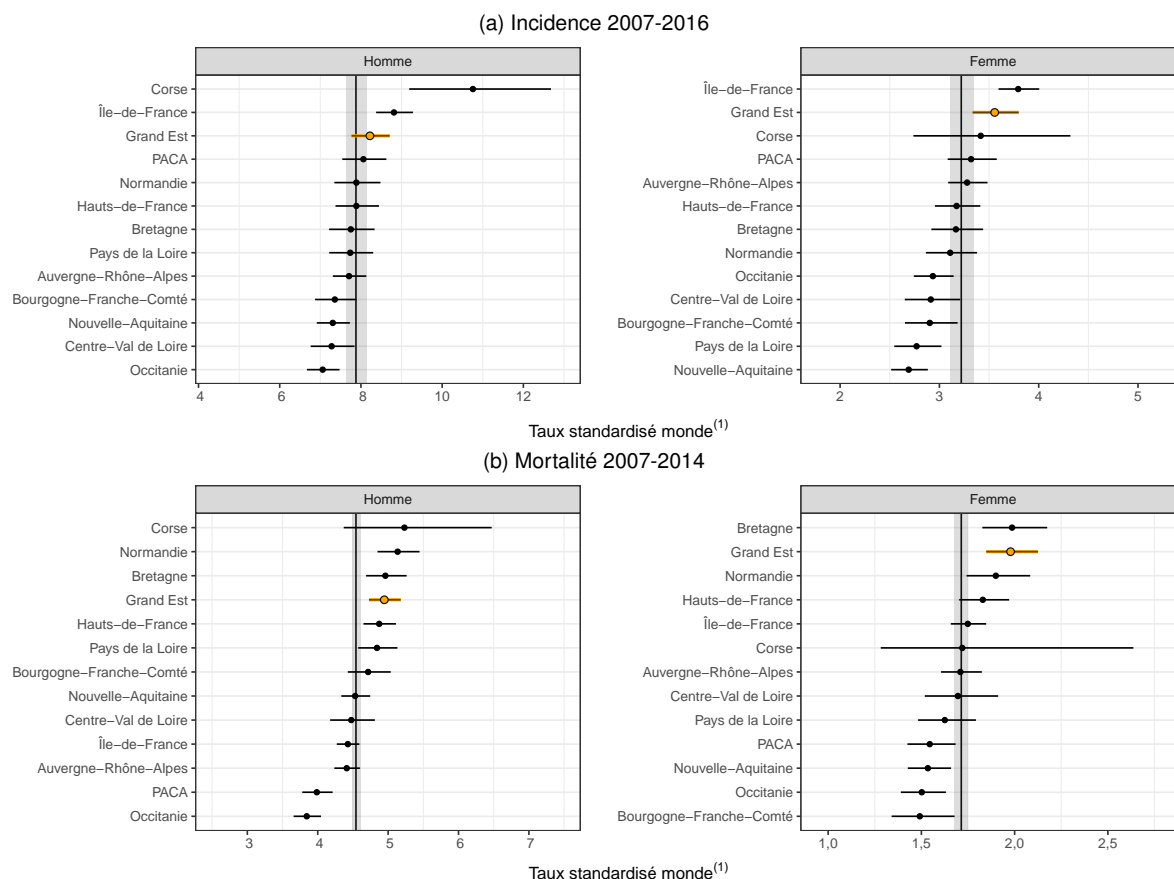 (a) Incidence 2007-2016
Homme
Corse
Île−de−France
Grand Est
PACA
Normandie
Hauts−de−France
Bretagne
Pays de la Loire
Auvergne−Rhône−Alpes
Bourgogne−Franche−Comté
Nouvelle−Aquitaine
Centre−Val de Loire
Occitanie
4 6 8 10 12
Femme
Île−de−France
Grand Est
Corse
PACA
Auvergne−Rhône−Alpes
Hauts−de−France
Bretagne
Normandie
Occitanie
Centre−Val de Loire
Bourgogne−Franche−Comté
Pays de la Loire
Nouvelle−Aquitaine
2 3 4 5
Taux standardisé monde(1)
(b) Mortalité 2007-2014
Homme
Corse
Normandie
Bretagne
Grand Est
Hauts−de−France
Pays de la Loire
Bourgogne−Franche−Comté
Nouvelle−Aquitaine
Centre−Val de Loire
Île−de−France
Auvergne−Rhône−Alpes
PACA
Occitanie
3 4 5 6 7
Femme
Bretagne
Grand Est
Normandie
Hauts−de−France
Île−de−France
Corse
Auvergne−Rhône−Alpes
Centre−Val de Loire
Pays de la Loire
PACA
Nouvelle−Aquitaine
Occitanie
Bourgogne−Franche−Comté
1,0 1,5 2,0 2,5
Taux standardisé monde(1)